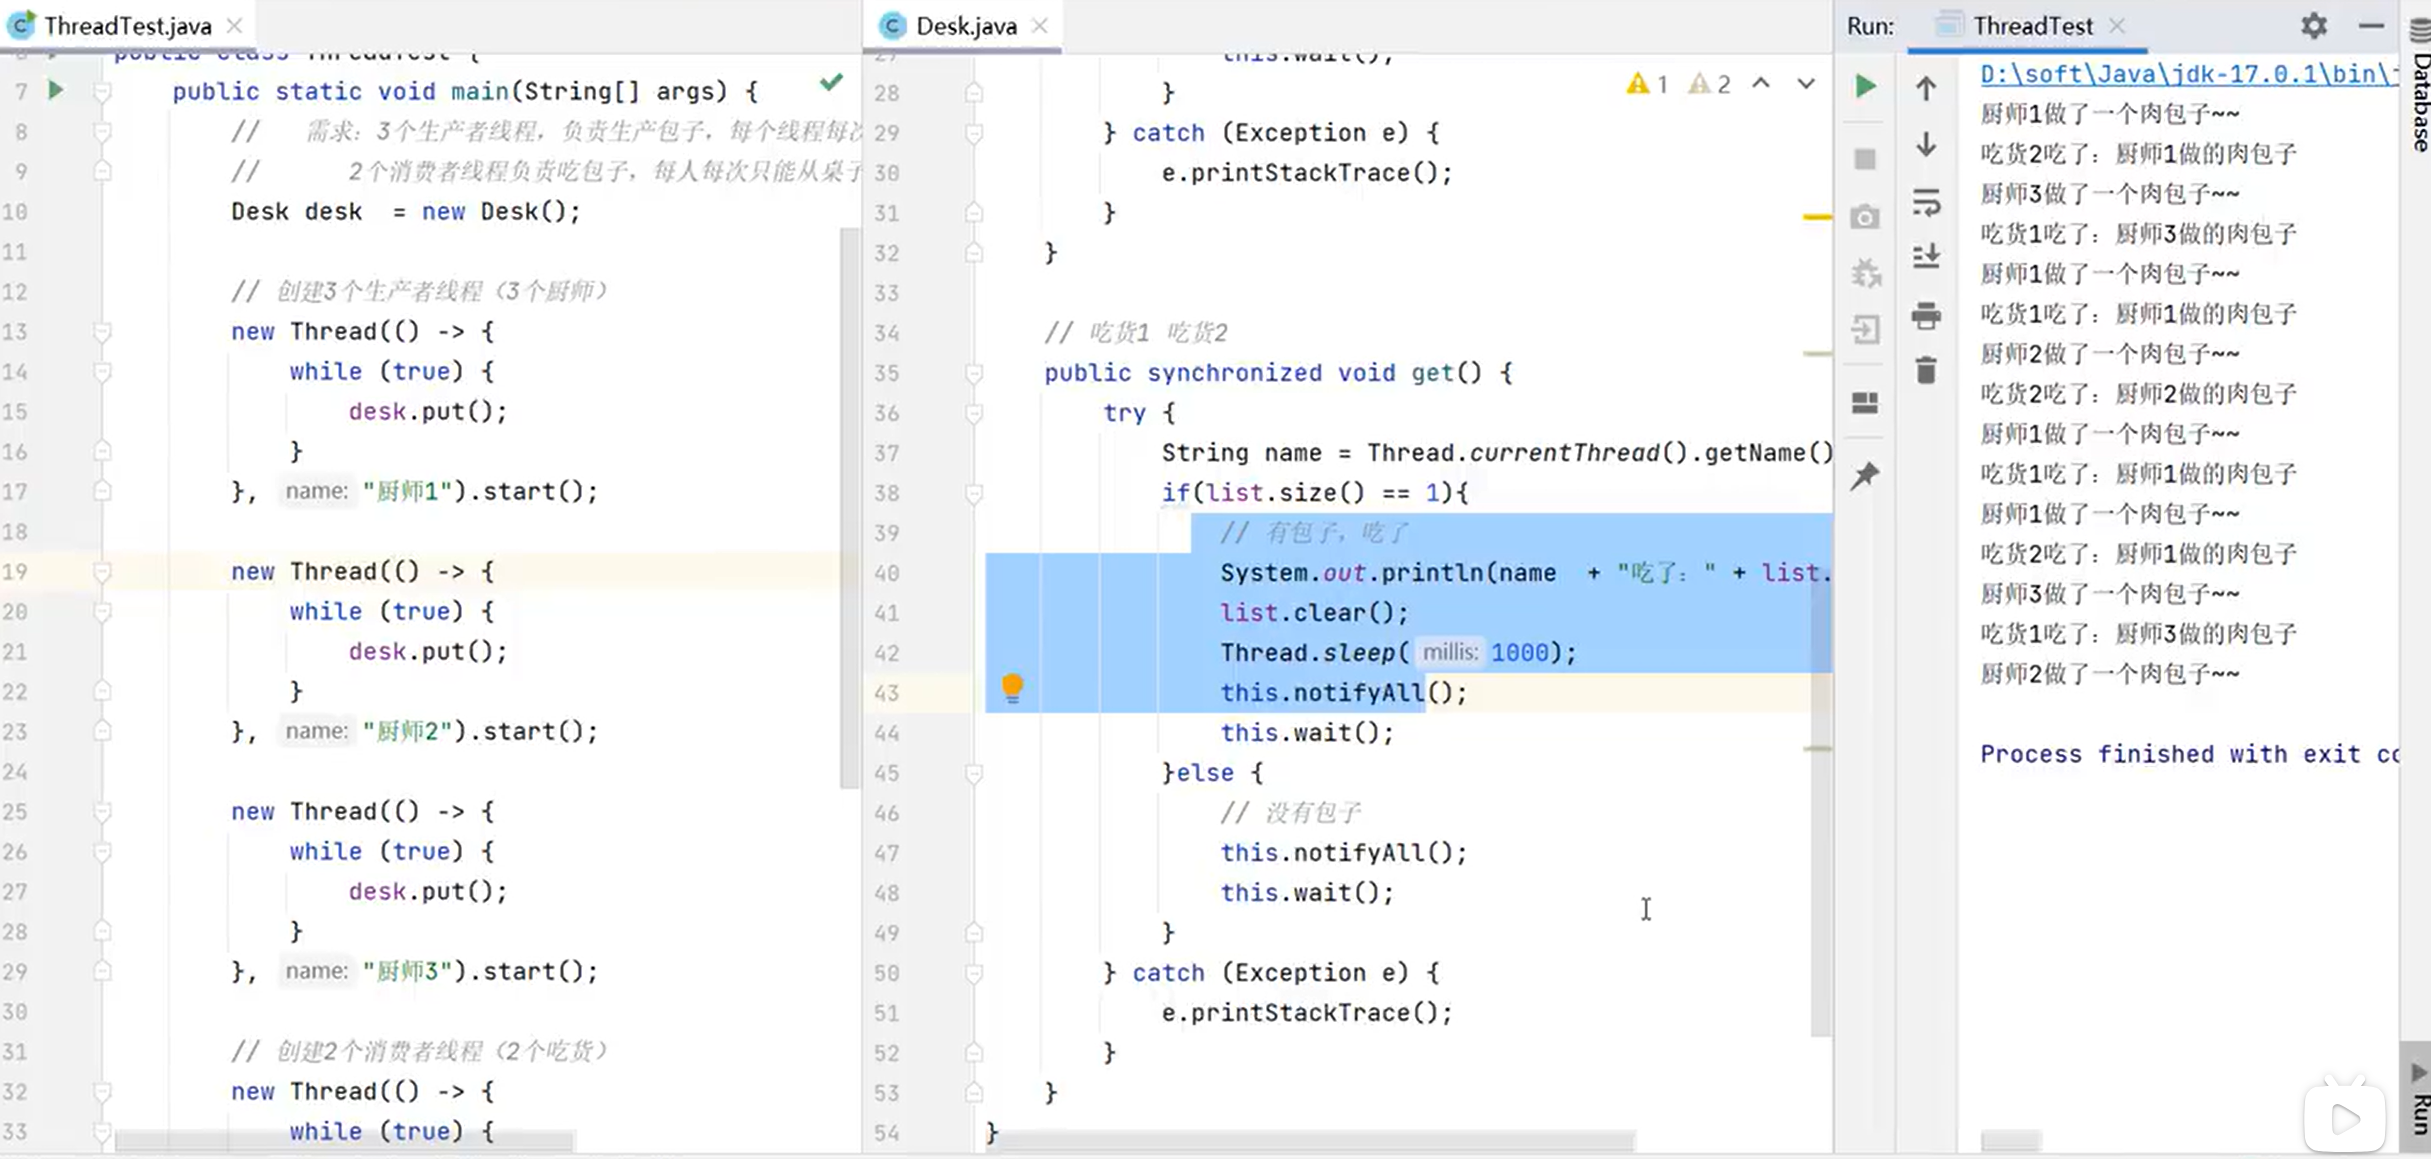 ThreadTest.java
public class ThreadTest {
7 public static void main(String[] args) {
8 // 需求：3个生产者线程，负责生产包子，每个线程每次
9 // 2个消费者线程负责吃包子，每人每次只能从桌子
10 Desk desk = new Desk();
11
12 // 创建3个生产者线程（3个厨师）
13 new Thread(() -> {
14 while (true) {
15 desk.put();
16 }
17 }, name: "厨师1").start();
18
19 new Thread(() -> {
20 while (true) {
21 desk.put();
22 }
23 }, name: "厨师2").start();
24
25 new Thread(() -> {
26 while (true) {
27 desk.put();
28 }
29 }, name: "厨师3").start();
30
31 // 创建2个消费者线程（2个吃货）
32 new Thread(() -> {
33 while (true) {
Desk.java
27 this.wait();
1 2
28 }
29 } catch (Exception e) {
30 e.printStackTrace();
31 }
32 }
33
34 // 吃货1 吃货2
35 public synchronized void get() {
36 try {
37 String name = Thread.currentThread().getName()
38 if(list.size() == 1){
39 // 有包子，吃了
40 System.out.println(name + "吃了：" + list.
41 list.clear();
42 Thread.sleep( millis: 1000);
43 this.notifyAll();
44 this.wait();
45 }else {
46 // 没有包子
47 this.notifyAll();
48 this.wait();
49 }
50 } catch (Exception e) {
51 e.printStackTrace();
52 }
53 }
54 }
Run: ThreadTest
D:\soft\Java\jdk-17.0.1\bin\
厨师1做了一个肉包子~~
吃货2吃了：厨师1做的肉包子
厨师3做了一个肉包子~~
吃货1吃了：厨师3做的肉包子
厨师1做了一个肉包子~~
吃货1吃了：厨师1做的肉包子
厨师2做了一个肉包子~~
吃货2吃了：厨师2做的肉包子
厨师1做了一个肉包子~~
吃货1吃了：厨师1做的肉包子
厨师1做了一个肉包子~~
吃货2吃了：厨师1做的肉包子
厨师3做了一个肉包子~~
吃货1吃了：厨师3做的肉包子
厨师2做了一个肉包子~~
Process finished with exit co
Database
Run